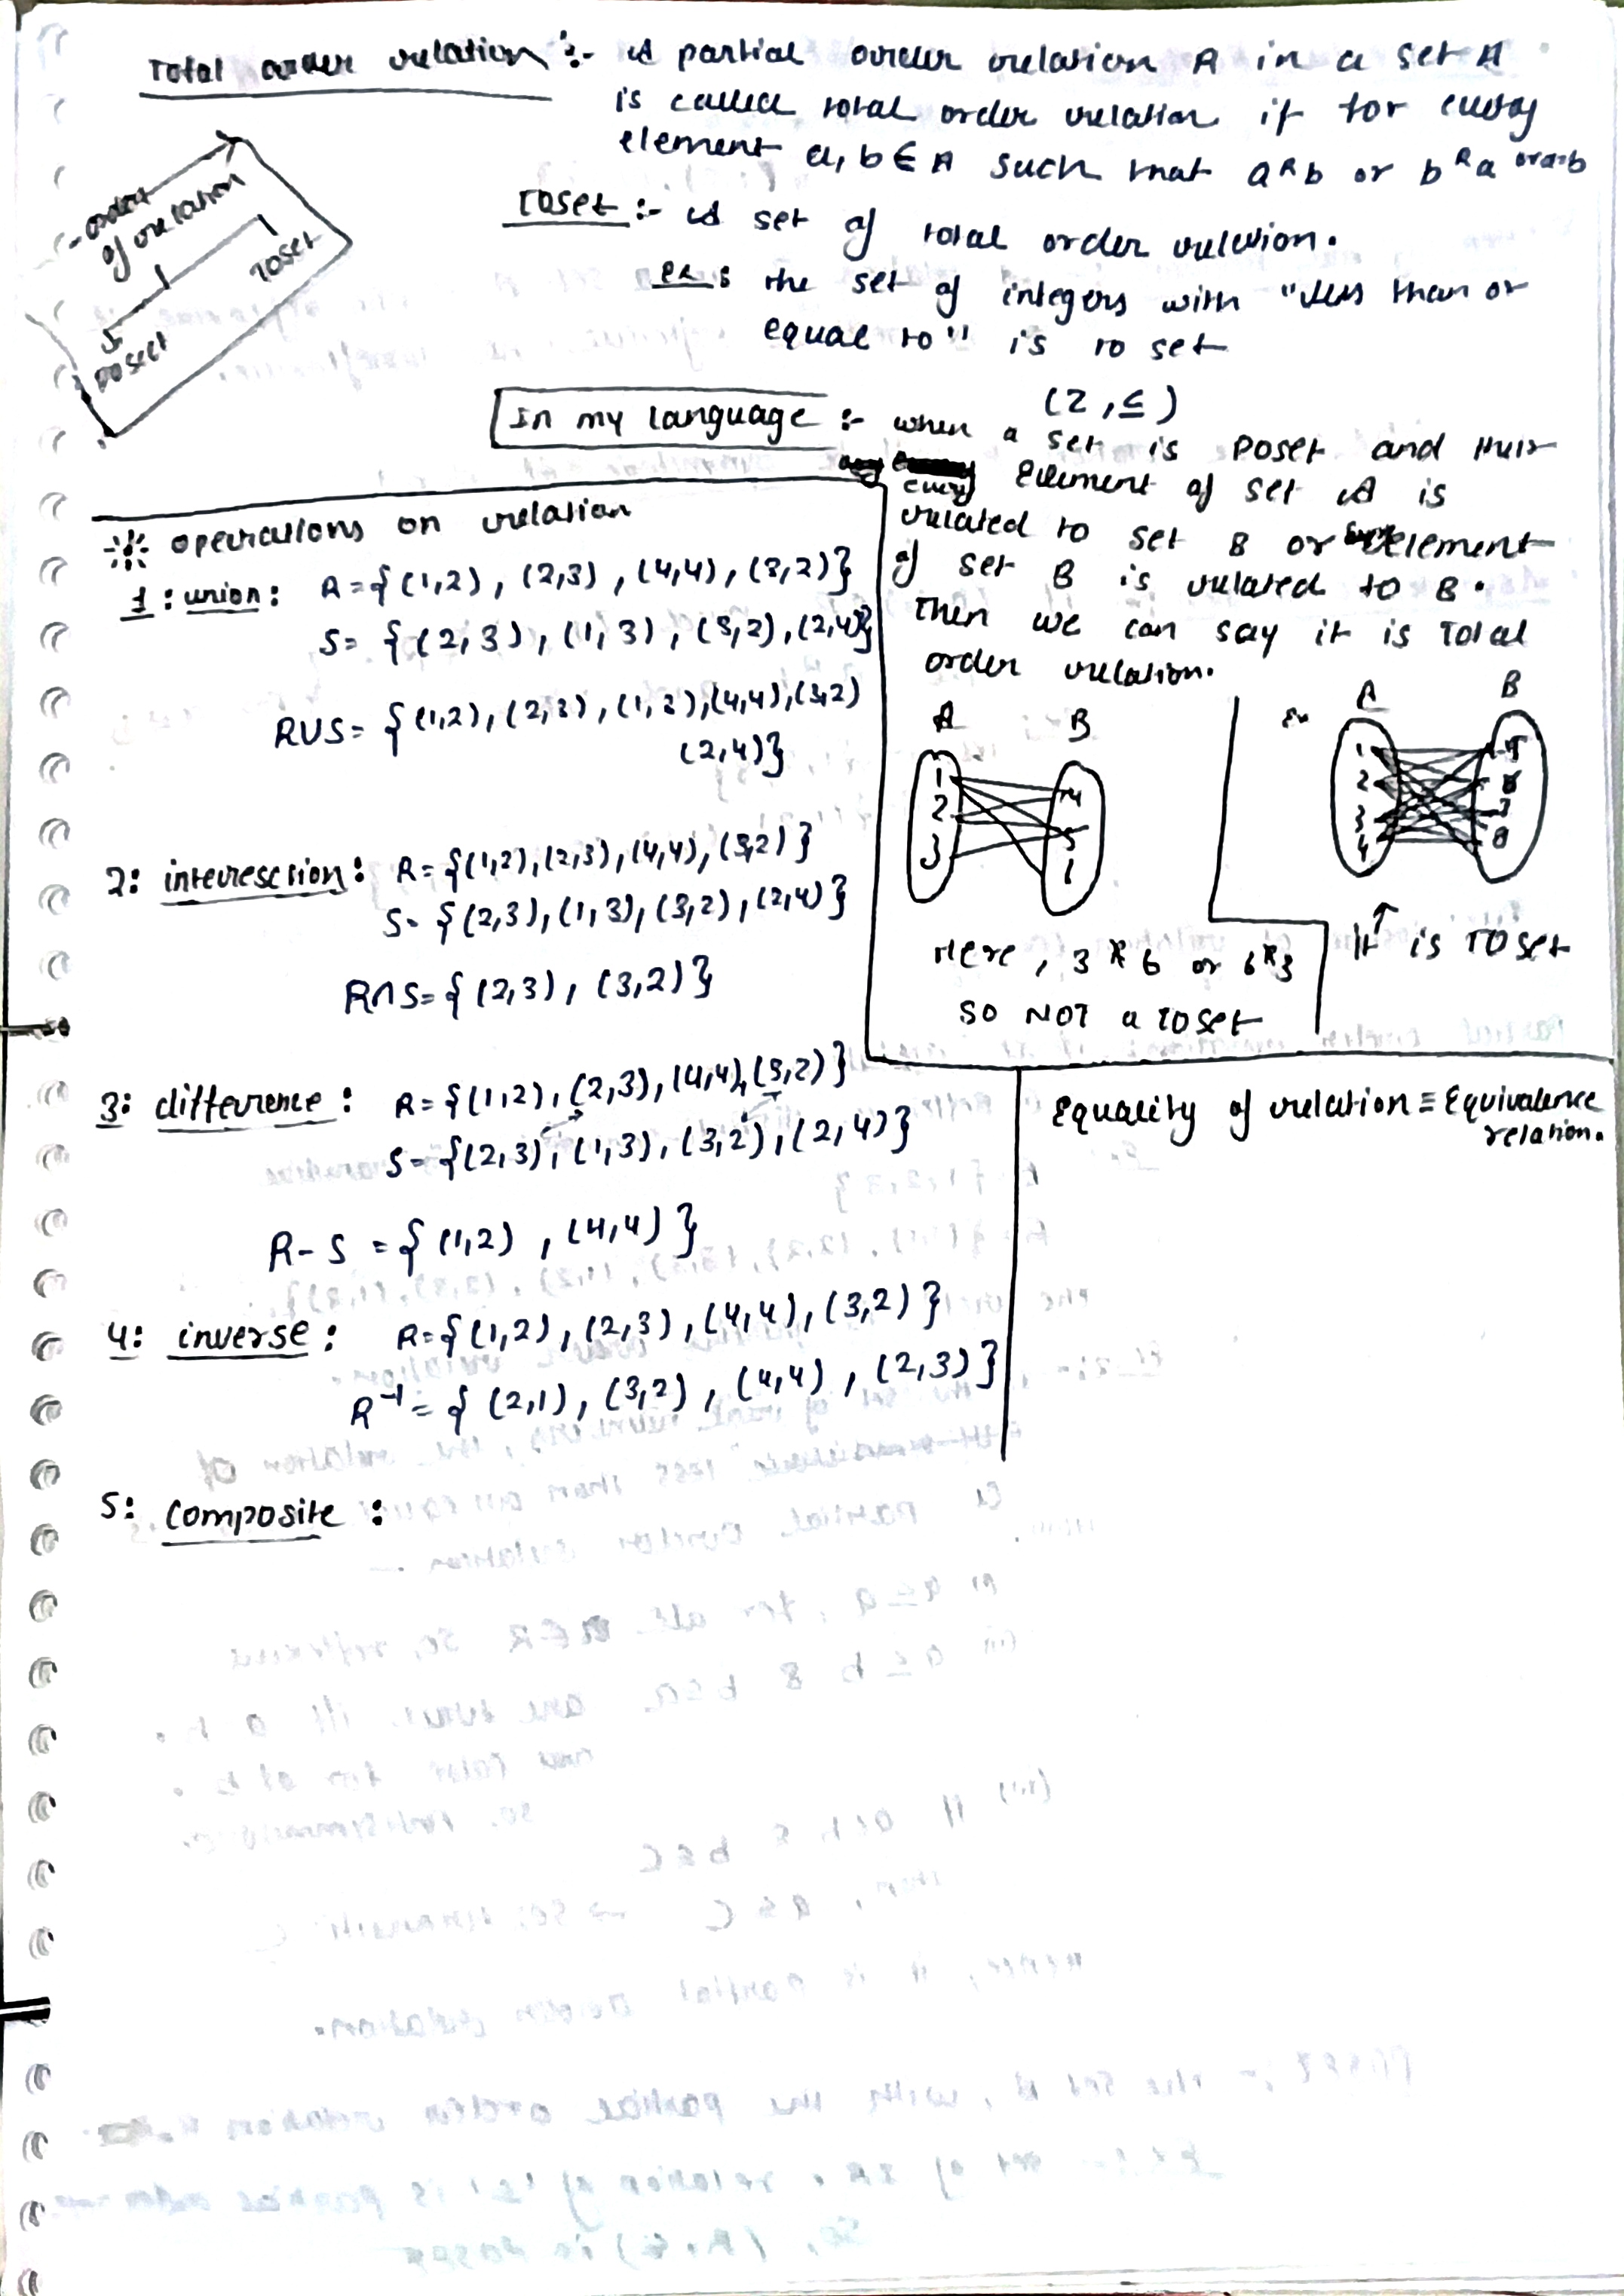 Total order relation :- A partial order relation R in a set A
is called total order relation if for every
element a, b ∈ A such that aRb or bRa or a=b
- order
of relation
Poset
Toset
Toset :- A set of total order relation.
ex : the set of integers with "less than or
equal to" is to set
(Z, ≤)
In my language :- when a set is Poset and their
every Element of set A is
related to set B or element
of set B is related to B.
Then we can say it is Total
order relation.
A B
1 4
2 5
3
Ex A B
1
2 6
3 7
4 8
Here, 3 R 6 or 6 R 3
SO NOT a toset
It is TOSet
operations on relation
1 : union : R = {(1,2), (2,3), (4,4), (3,2)}
S = {(2,3), (1,3), (3,2), (2,4)}
RUS = {(1,2), (2,3), (1,3), (4,4), (3,2)
(2,4)}
2: interesction : R = {(1,2), (2,3), (4,4), (3,2)}
S = {(2,3), (1,3), (3,2), (2,4)}
R∩S = {(2,3), (3,2)}
3: difference : R = {(1,2), (2,3), (4,4), (3,2)}
S = {(2,3), (1,3), (3,2), (2,4)}
R - S = {(1,2), (4,4)}
Equality of relation ≡ Equivalence
relation.
4: inverse : R = {(1,2), (2,3), (4,4), (3,2)}
R⁻¹ = {(2,1), (3,2), (4,4), (2,3)}
5: composite :